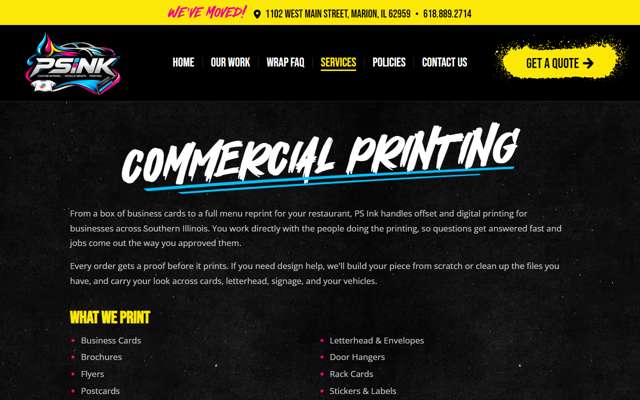 WE'VE MOVED! 1102 WEST MAIN STREET, MARION, IL 62959 • 618.889.2714
PS INK
HOME OUR WORK WRAP FAQ SERVICES POLICIES CONTACT US
GET A QUOTE
COMMERCIAL PRINTING
From a box of business cards to a full menu reprint for your restaurant, PS Ink handles offset and digital printing for
businesses across Southern Illinois. You work directly with the people doing the printing, so questions get answered fast and
jobs come out the way you approved them.
Every order gets a proof before it prints. If you need design help, we'll build your piece from scratch or clean up the files you
have, and carry your look across cards, letterhead, signage, and your vehicles.
WHAT WE PRINT
• Business Cards
• Brochures
• Flyers
• Postcards
• Letterhead & Envelopes
• Door Hangers
• Rack Cards
• Stickers & Labels